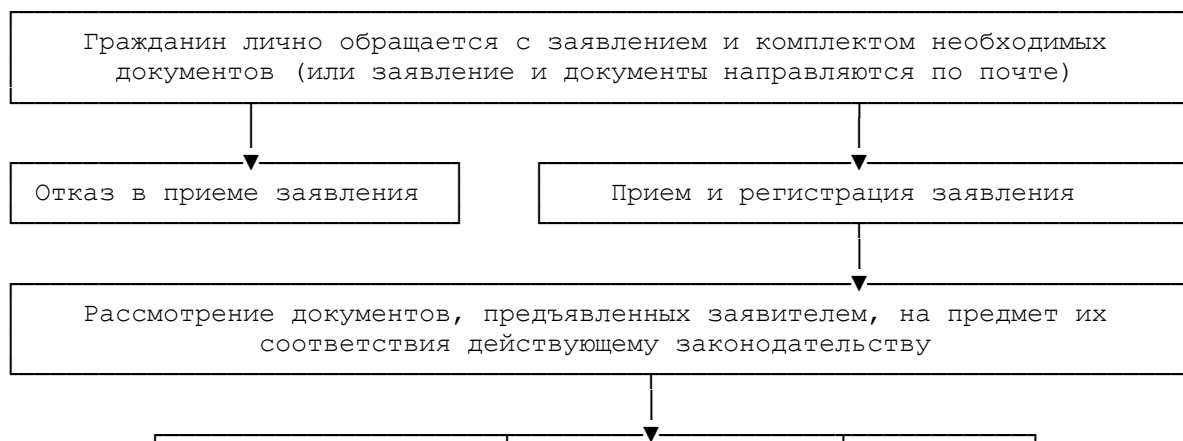 Гражданин лично обращается с заявлением и комплектом необходимых
документов (или заявление и документы направляются по почте)
Отказ в приеме заявления
Прием и регистрация заявления
Рассмотрение документов, предъявленных заявителем, на предмет их
соответствия действующему законодательству